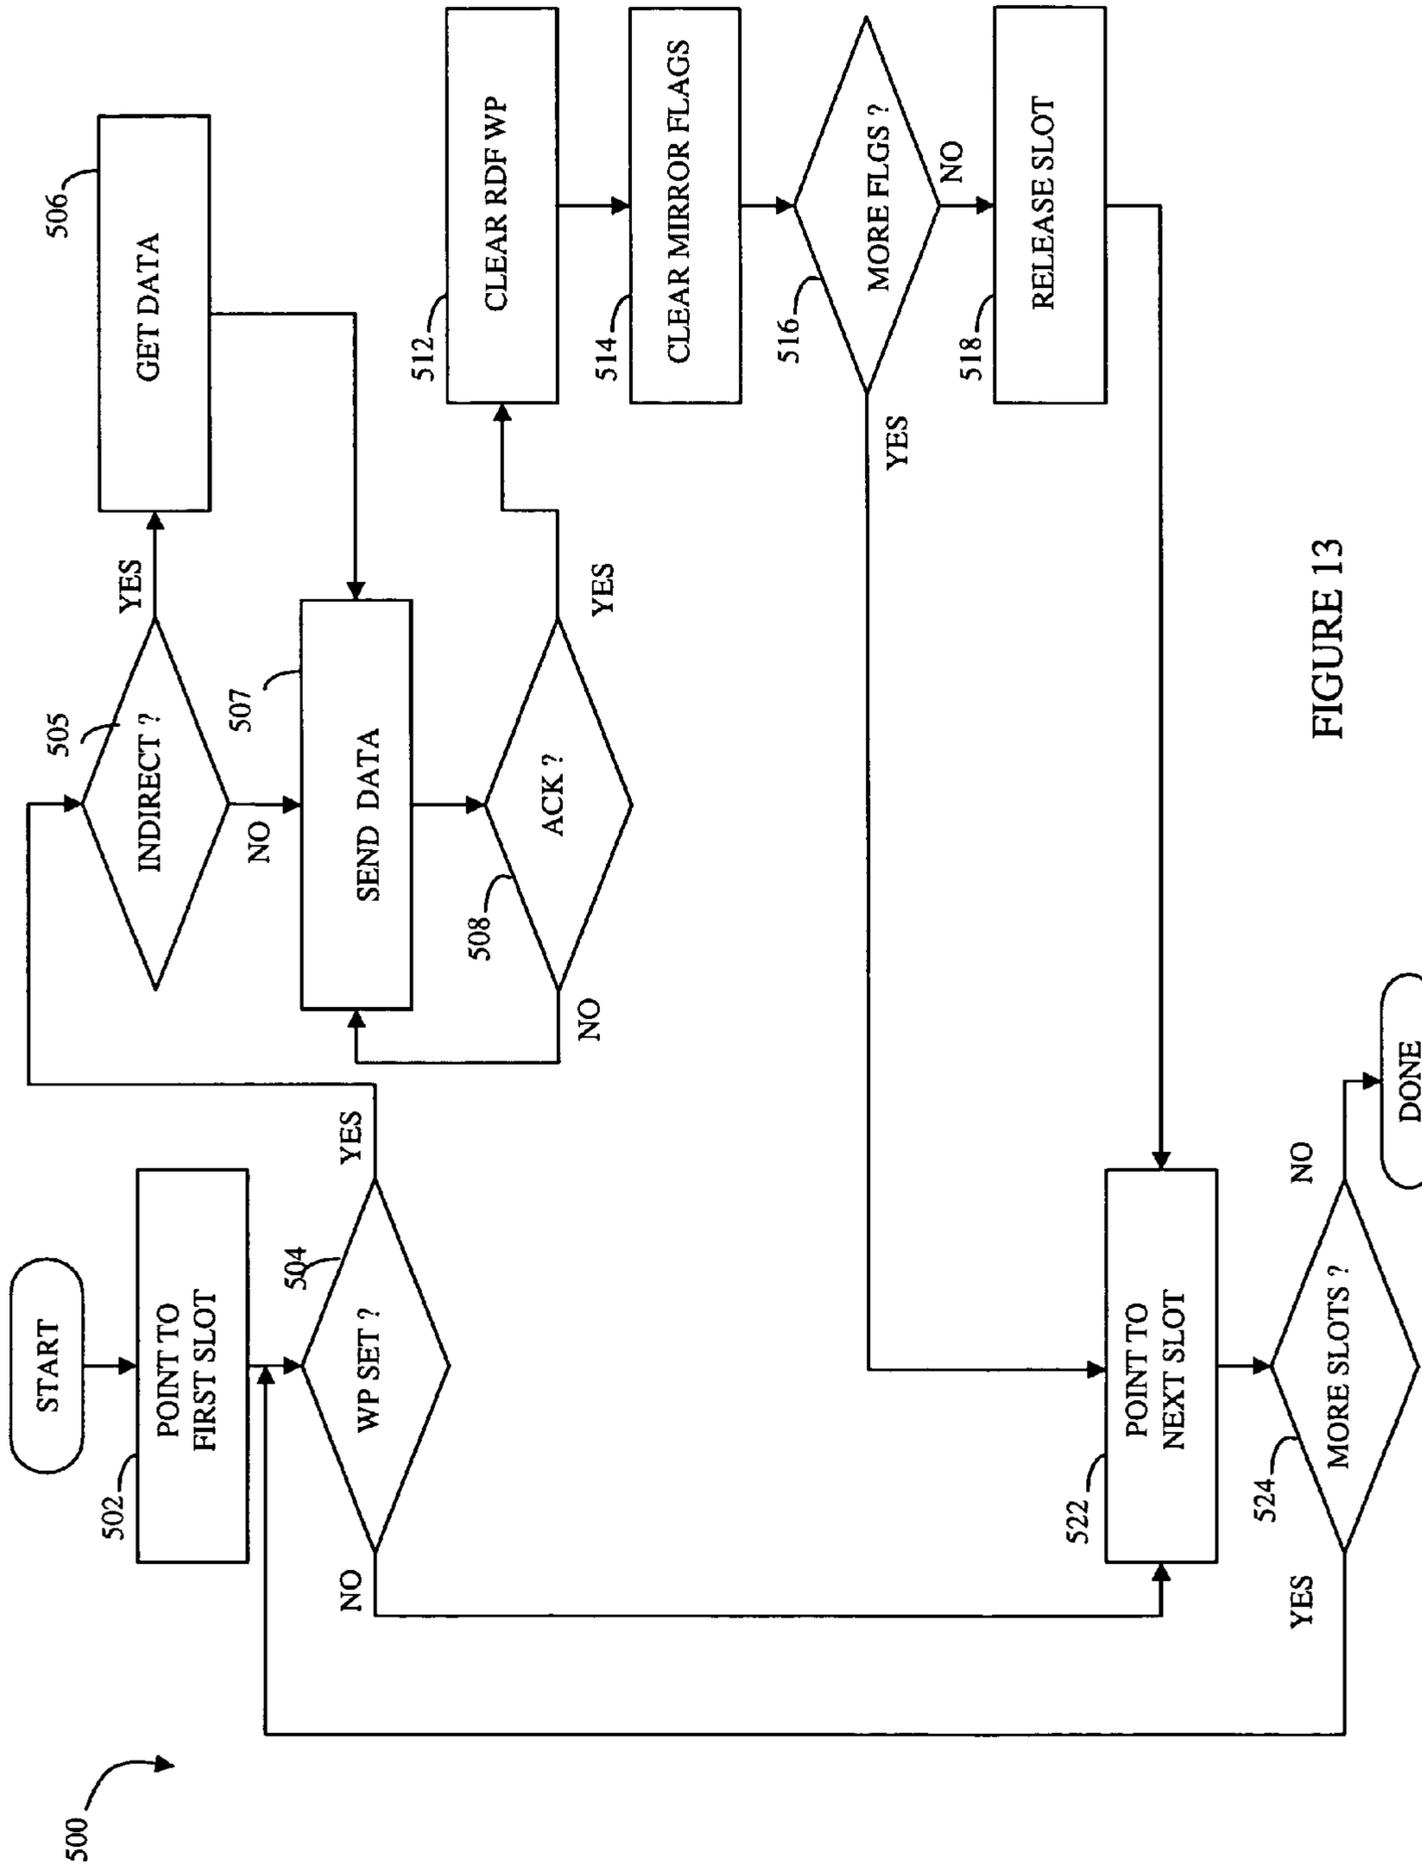 500
START
502
POINT TO
FIRST SLOT
504
WP SET ?
YES
NO
505
INDIRECT ?
YES
NO
506
GET DATA
507
SEND DATA
508
ACK ?
YES
NO
512
CLEAR RDF WP
514
CLEAR MIRROR FLAGS
516
MORE FLGS ?
YES
NO
518
RELEASE SLOT
522
POINT TO
NEXT SLOT
524
MORE SLOTS ?
YES
NO
DONE
FIGURE 13